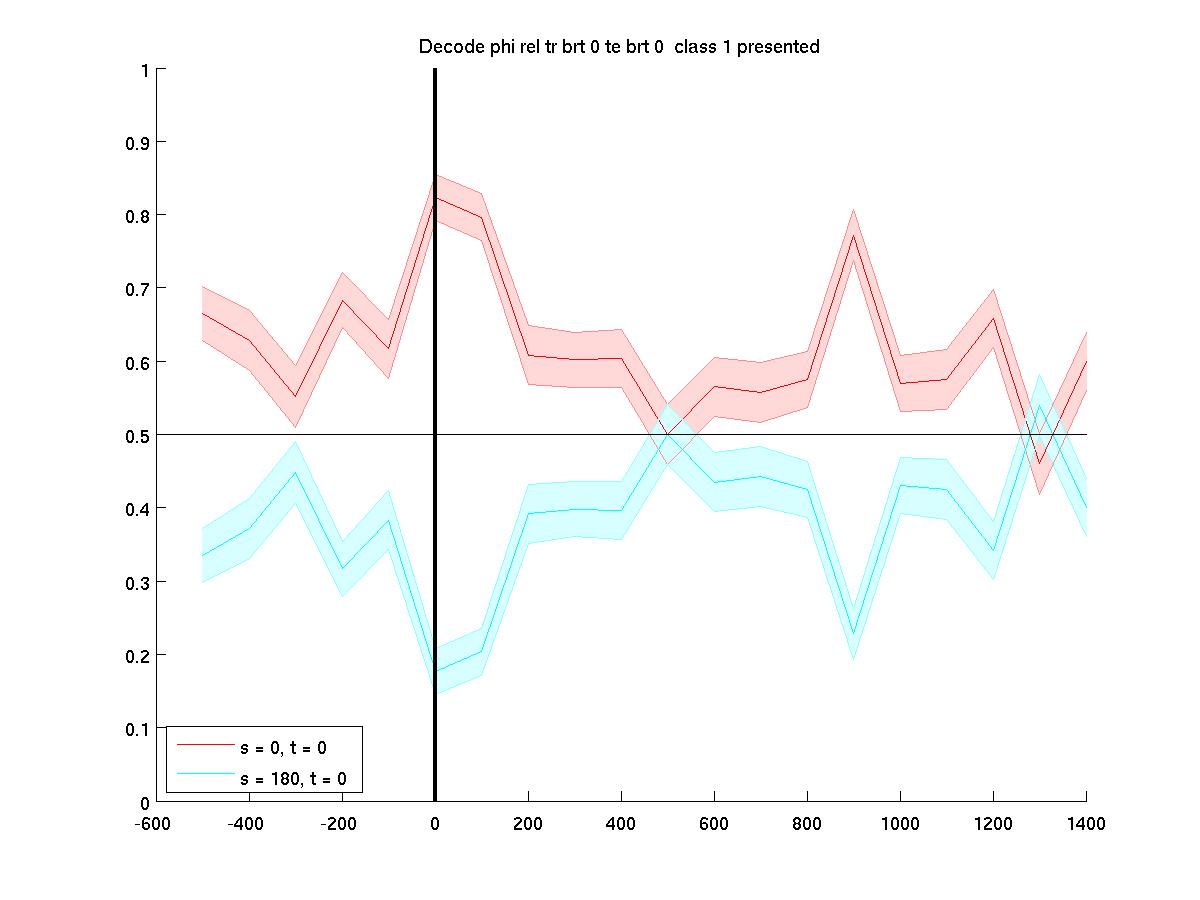 Decode phi rel tr brt 0 te brt 0  class 1 presented
1
0.9
0.8
0.7
0.6
0.5
0.4
0.3
0.2
0.1
0
s = 0, t = 0
s = 180, t = 0
-600 -400 -200 0 200 400 600 800 1000 1200 1400